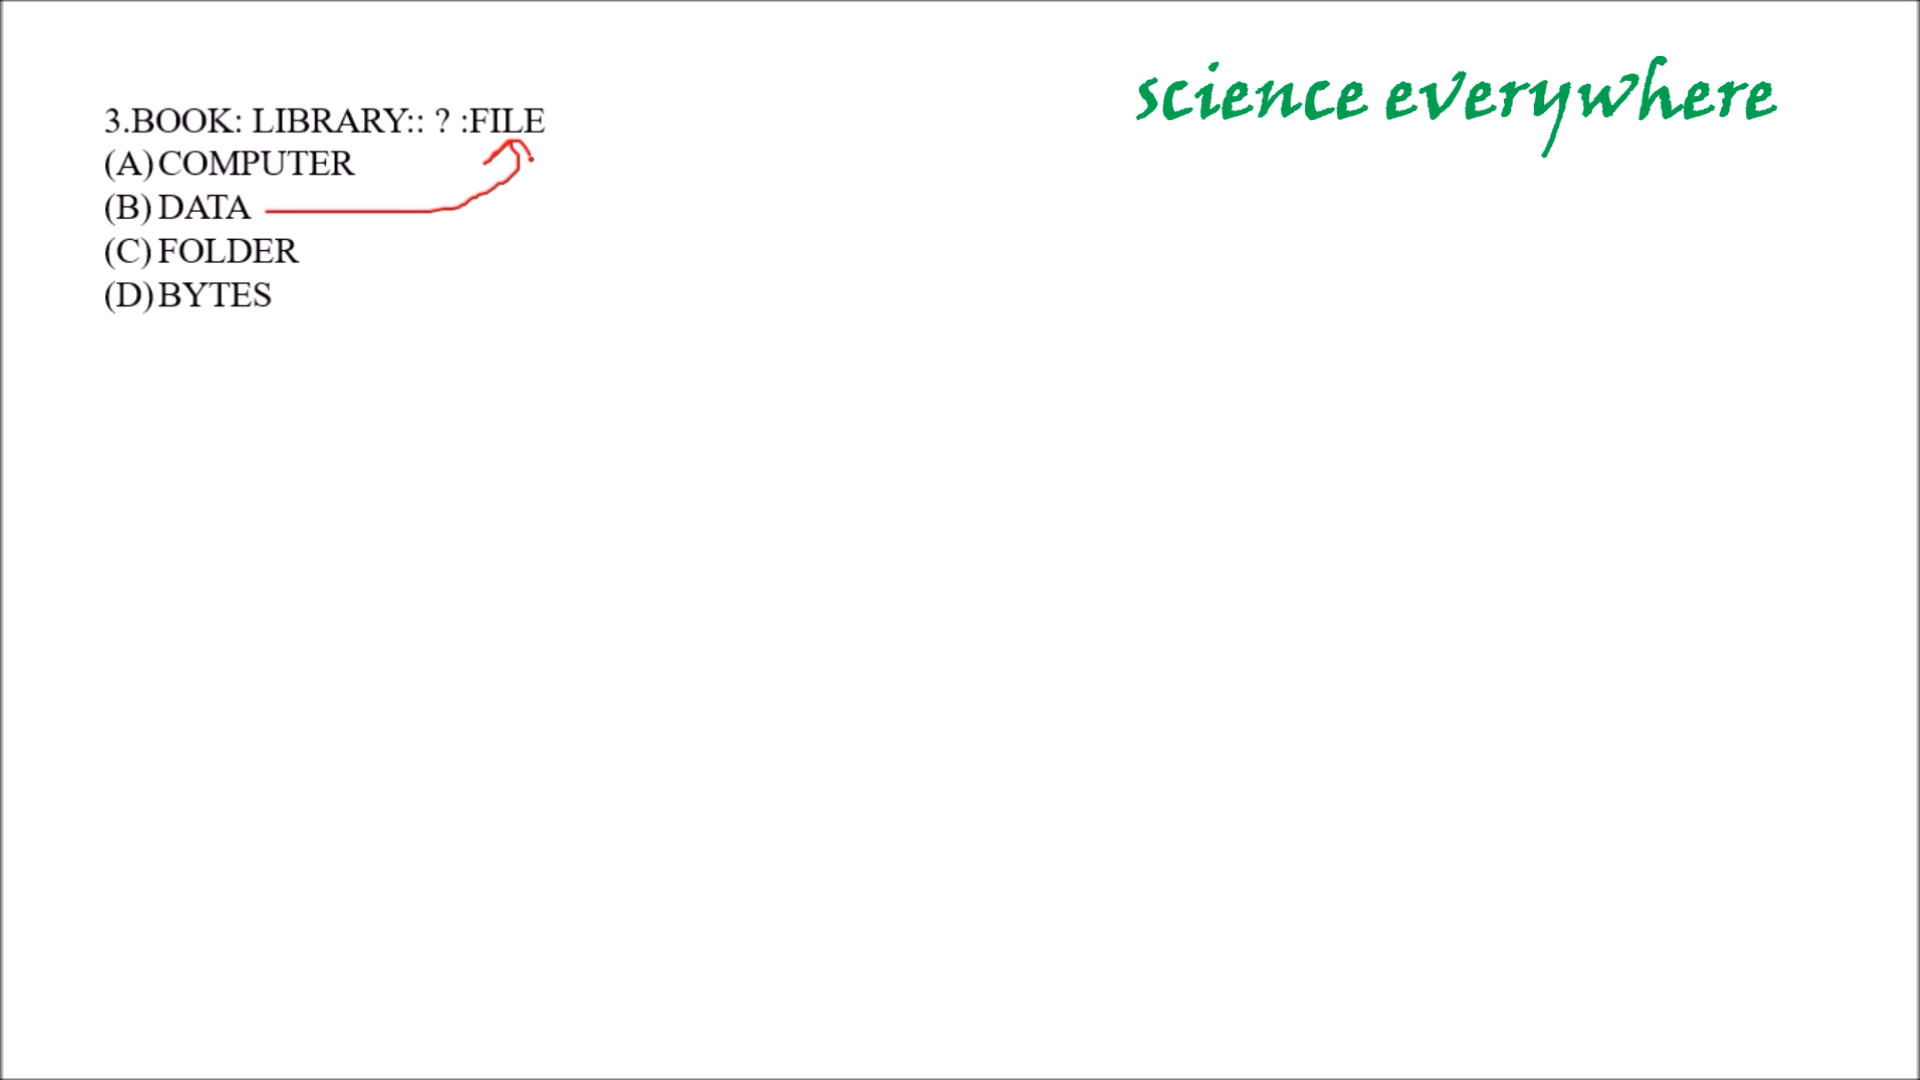 science everywhere
3.BOOK: LIBRARY:: ? :FILE
(A) COMPUTER
(B) DATA
(C) FOLDER
(D) BYTES